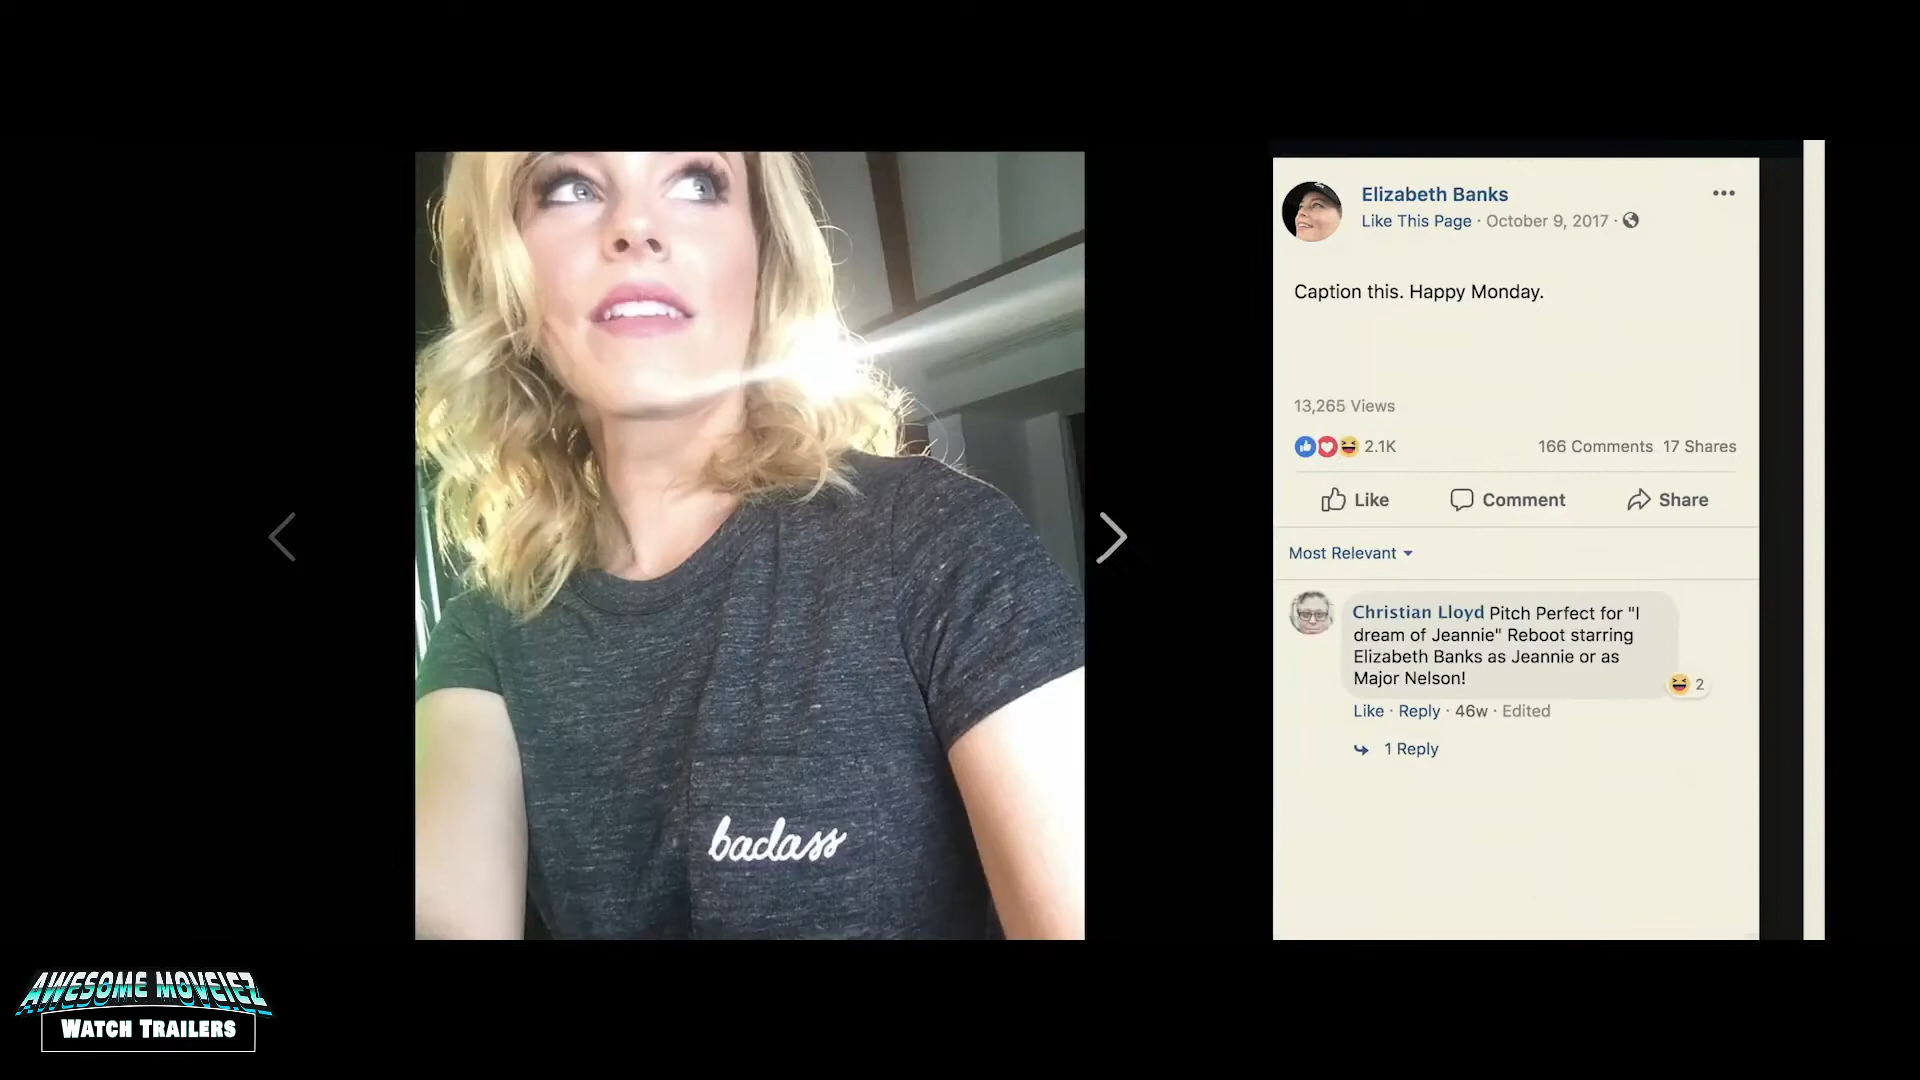 badass
Elizabeth Banks
Like This Page · October 9, 2017 ·
Caption this. Happy Monday.
13,265 Views
2.1K 166 Comments 17 Shares
Like Comment Share
Most Relevant
Christian Lloyd Pitch Perfect for "I
dream of Jeannie" Reboot starring
Elizabeth Banks as Jeannie or as
Major Nelson!
2
Like · Reply · 46w · Edited
1 Reply
AWESOME MOVEIEZ
WATCH TRAILERS